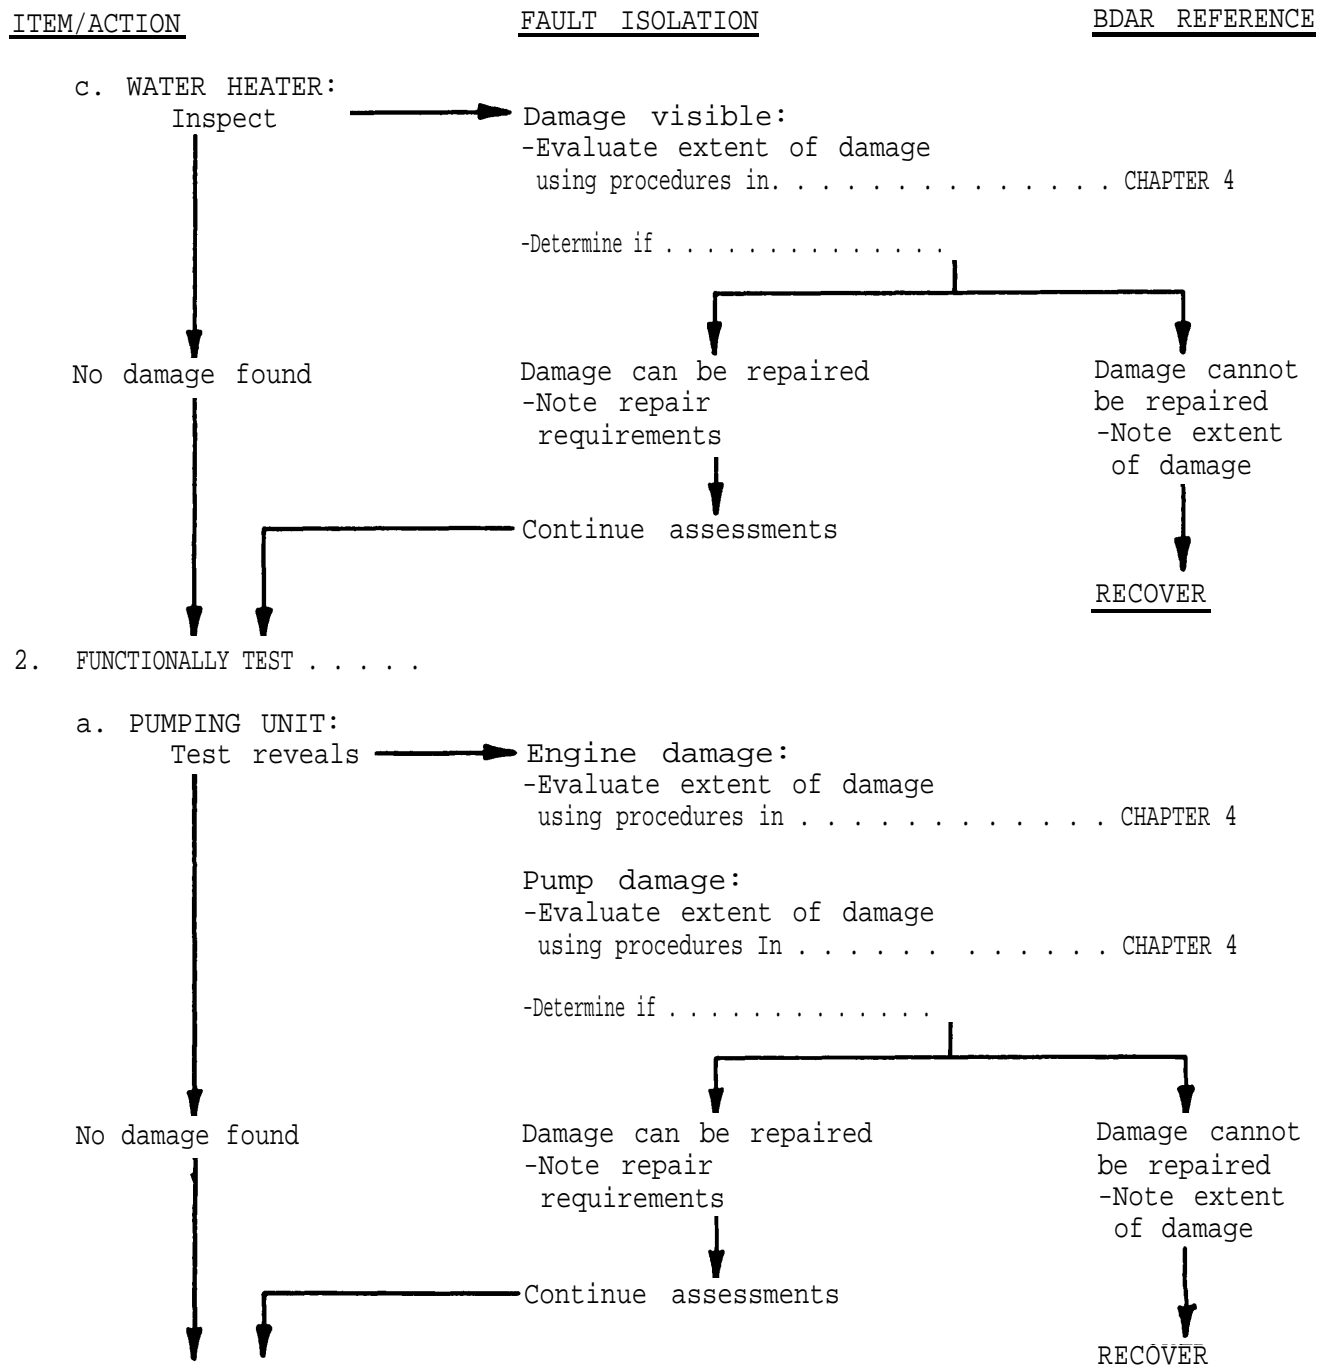 ITEM/ACTION FAULT ISOLATION BDAR REFERENCE
c. WATER HEATER:
Inspect
Damage visible:
-Evaluate extent of damage
using procedures in. . . . . . . . . . . . . . CHAPTER 4
-Determine if . . . . . . . . . . . . . .
No damage found
Damage can be repaired
-Note repair
requirements
Damage cannot
be repaired
-Note extent
of damage
Continue assessments
RECOVER
2. FUNCTIONALLY TEST . . . . .
a. PUMPING UNIT:
Test reveals
Engine damage:
-Evaluate extent of damage
using procedures in . . . . . . . . . . . . CHAPTER 4
Pump damage:
-Evaluate extent of damage
using procedures In . . . . . . . . . . . . CHAPTER 4
-Determine if . . . . . . . . . . . . .
No damage found
Damage can be repaired
-Note repair
requirements
Damage cannot
be repaired
-Note extent
of damage
Continue assessments
RECOVER